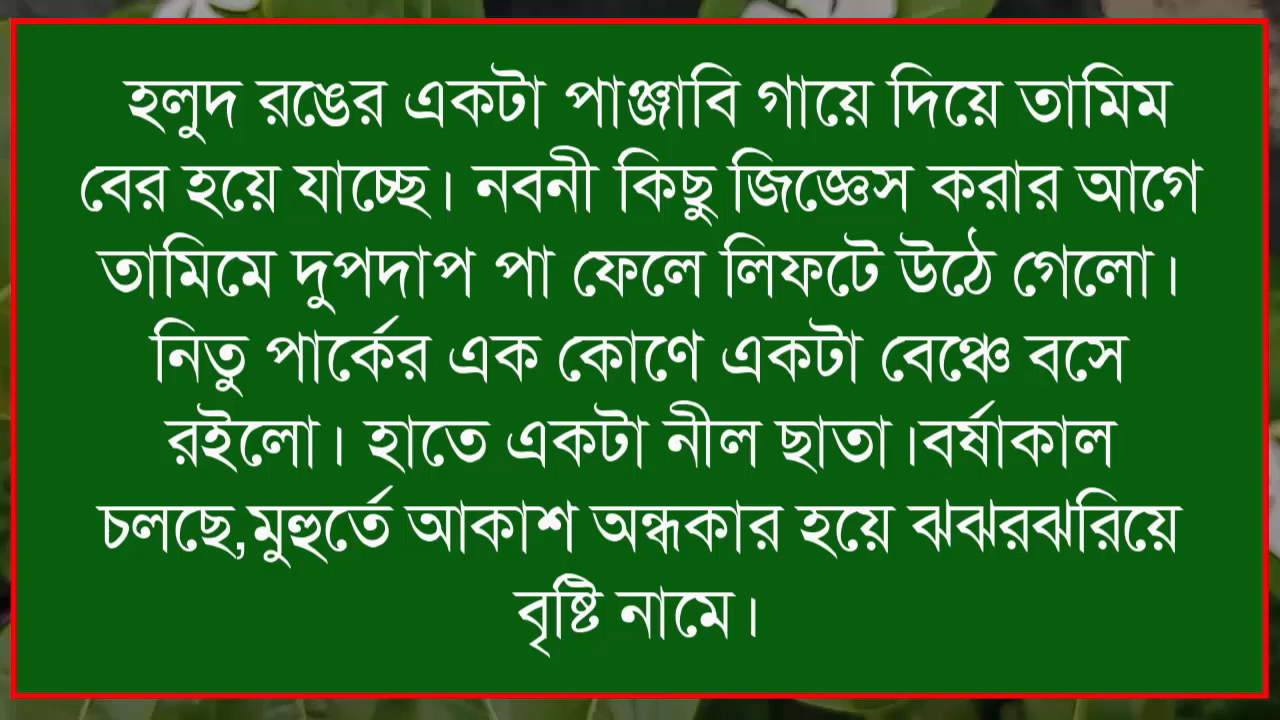 হলুদ রঙের একটা পাঞ্জাবি গায়ে দিয়ে তামিম
বের হয়ে যাচ্ছে। নবনী কিছু জিজ্ঞেস করার আগে
তামিমে দুপদাপ পা ফেলে লিফটে উঠে গেলো।
নিতু পার্কের এক কোণে একটা বেঞ্চে বসে
রইলো। হাতে একটা নীল ছাতা।বর্ষাকাল
চলছে,মুহুর্তে আকাশ অন্ধকার হয়ে ঝঝরঝরিয়ে
বৃষ্টি নামে।